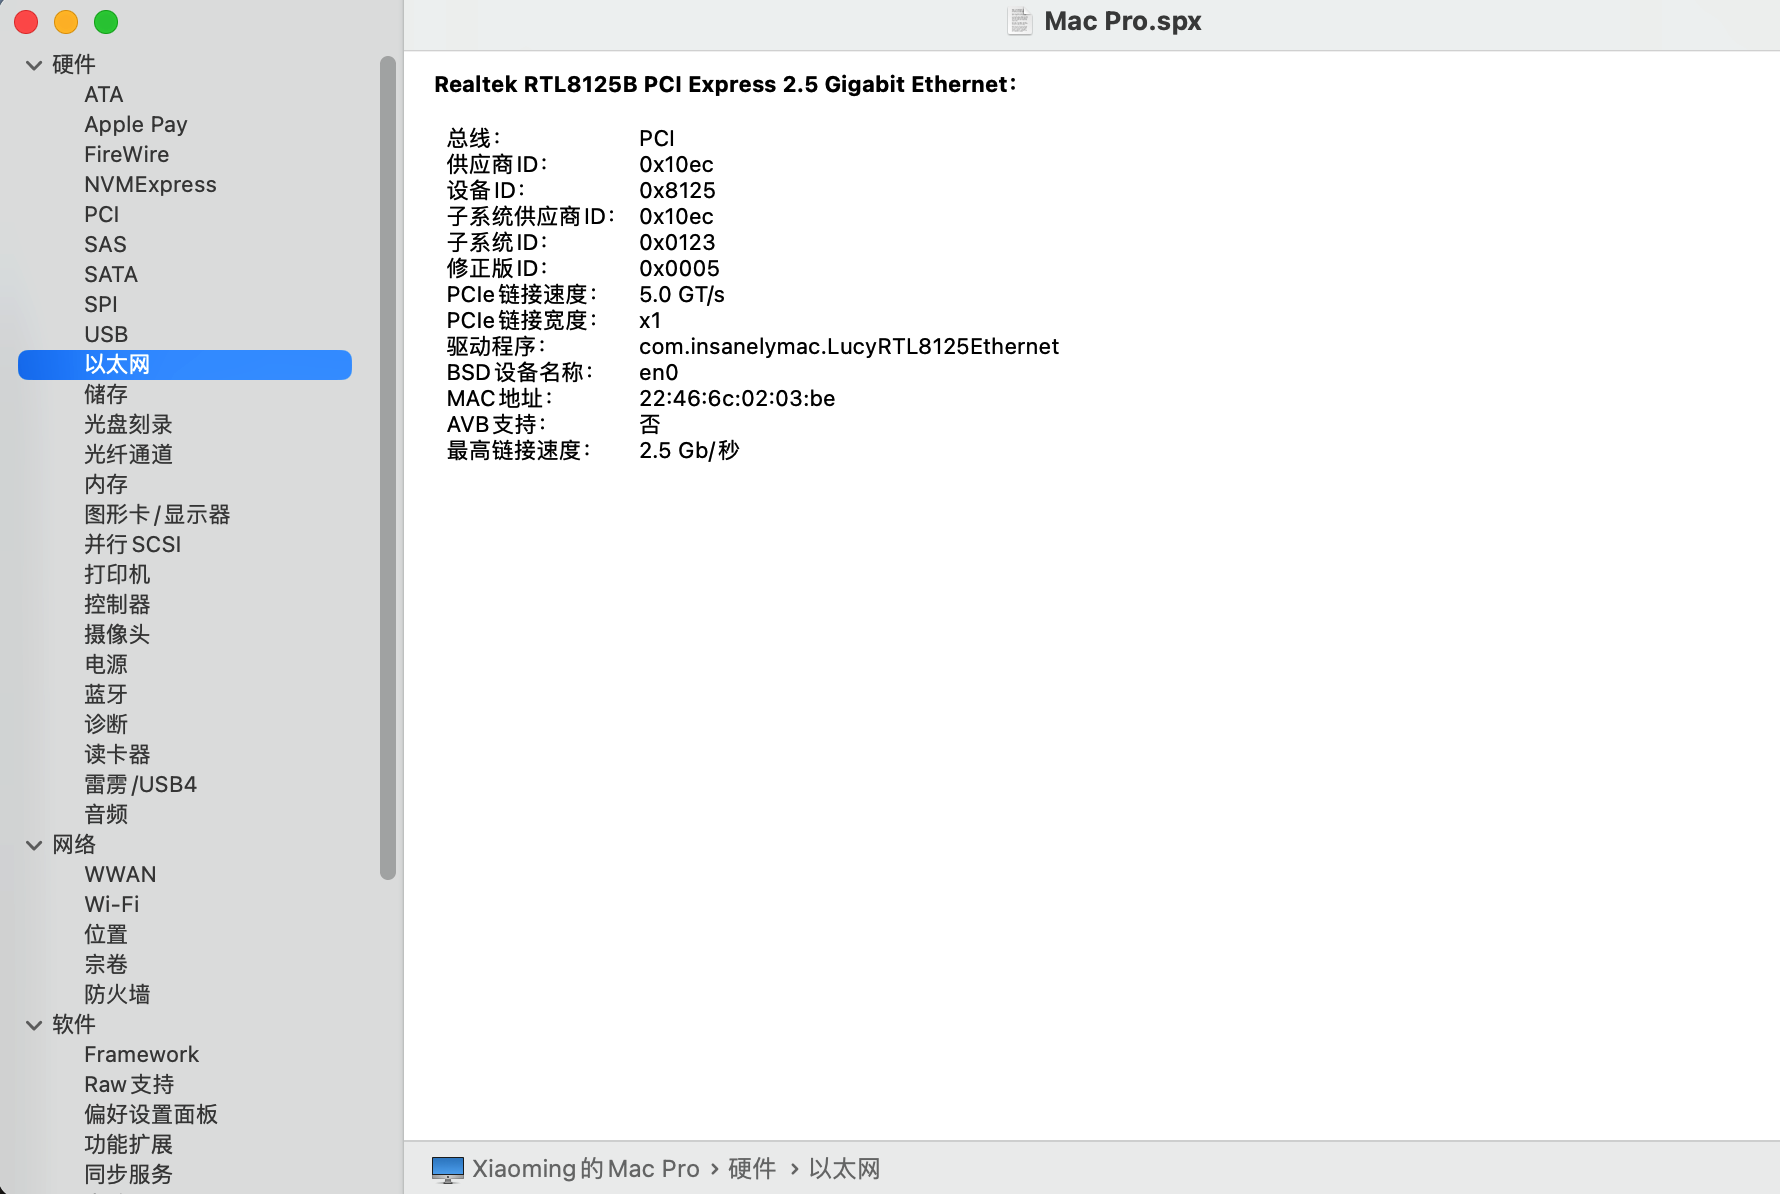 Mac Pro.spx
硬件
ATA
Apple Pay
FireWire
NVMExpress
PCI
SAS
SATA
SPI
USB
以太网
储存
光盘刻录
光纤通道
内存
图形卡/显示器
并行SCSI
打印机
控制器
摄像头
电源
蓝牙
诊断
读卡器
雷雳/USB4
音频
网络
WWAN
Wi-Fi
位置
宗卷
防火墙
软件
Framework
Raw支持
偏好设置面板
功能扩展
同步服务
Realtek RTL8125B PCI Express 2.5 Gigabit Ethernet：
总线： PCI
供应商ID： 0x10ec
设备ID： 0x8125
子系统供应商ID： 0x10ec
子系统ID： 0x0123
修正版ID： 0x0005
PCIe链接速度： 5.0 GT/s
PCIe链接宽度： x1
驱动程序： com.insanelymac.LucyRTL8125Ethernet
BSD设备名称： en0
MAC地址： 22:46:6c:02:03:be
AVB支持： 否
最高链接速度： 2.5 Gb/秒
Xiaoming的Mac Pro › 硬件 › 以太网